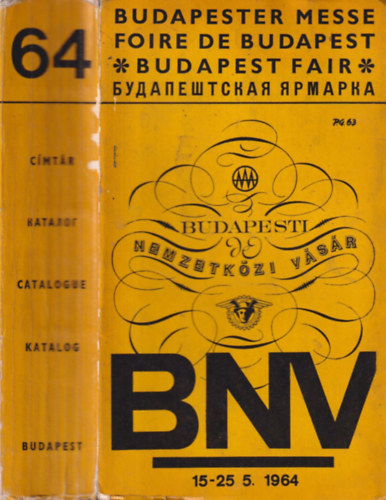 64
CÍMTÁR
КАТАЛОГ
CATALOGUE
KATALOG
BUDAPEST
BUDAPESTER MESSE
FOIRE DE BUDAPEST
* BUDAPEST FAIR *
БУДАПЕШТСКАЯ ЯРМАРКА
PG. 63
BUDAPESTI
NEMZETKÖZI VÁSÁR
BNV
15-25 5. 1964